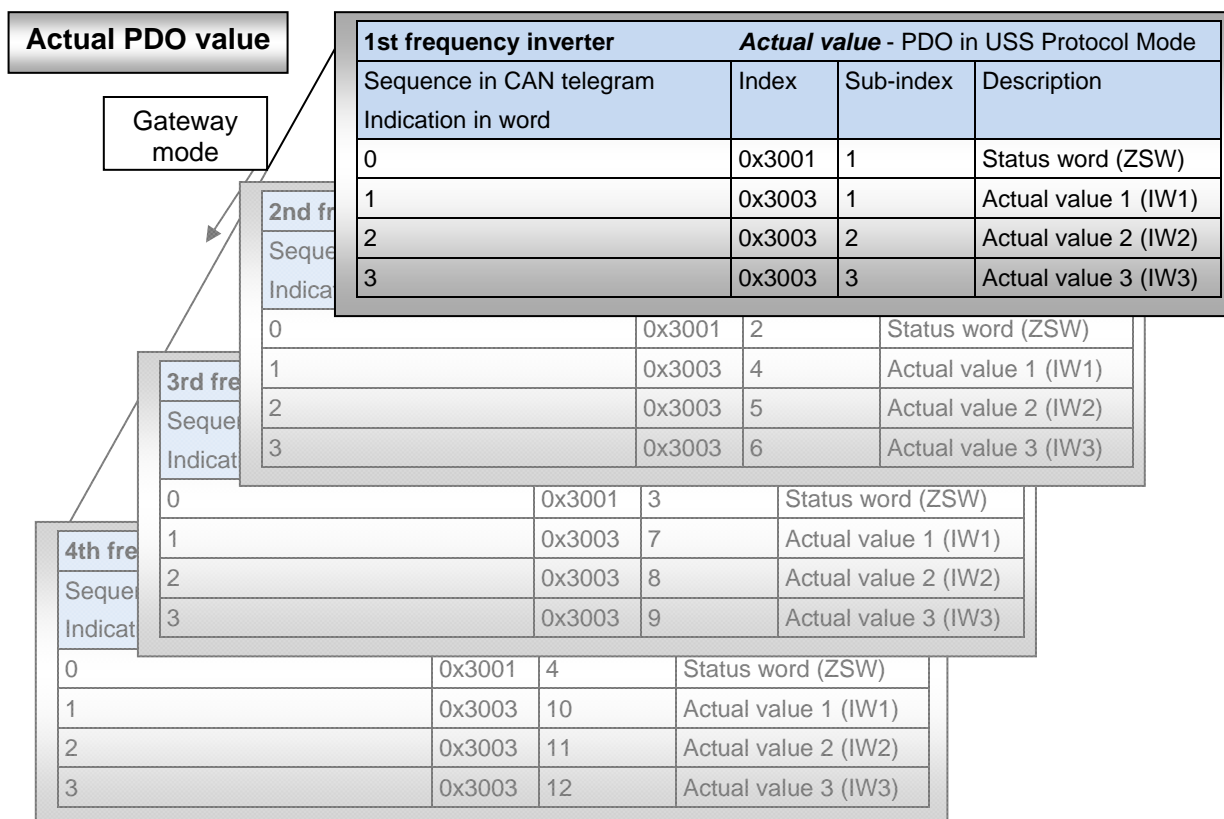 Actual PDO value
Gateway
mode
1st frequency inverter Actual value - PDO in USS Protocol Mode
Sequence in CAN telegram Index Sub-index Description
Indication in word
0 0x3001 1 Status word (ZSW)
1 0x3003 1 Actual value 1 (IW1)
2 0x3003 2 Actual value 2 (IW2)
3 0x3003 3 Actual value 3 (IW3)
2nd fr
Seque
Indica
0 0x3001 2 Status word (ZSW)
1 0x3003 4 Actual value 1 (IW1)
2 0x3003 5 Actual value 2 (IW2)
3 0x3003 6 Actual value 3 (IW3)
3rd fre
Sequen
Indicat
0 0x3001 3 Status word (ZSW)
1 0x3003 7 Actual value 1 (IW1)
2 0x3003 8 Actual value 2 (IW2)
3 0x3003 9 Actual value 3 (IW3)
4th fre
Sequen
Indicat
0 0x3001 4 Status word (ZSW)
1 0x3003 10 Actual value 1 (IW1)
2 0x3003 11 Actual value 2 (IW2)
3 0x3003 12 Actual value 3 (IW3)